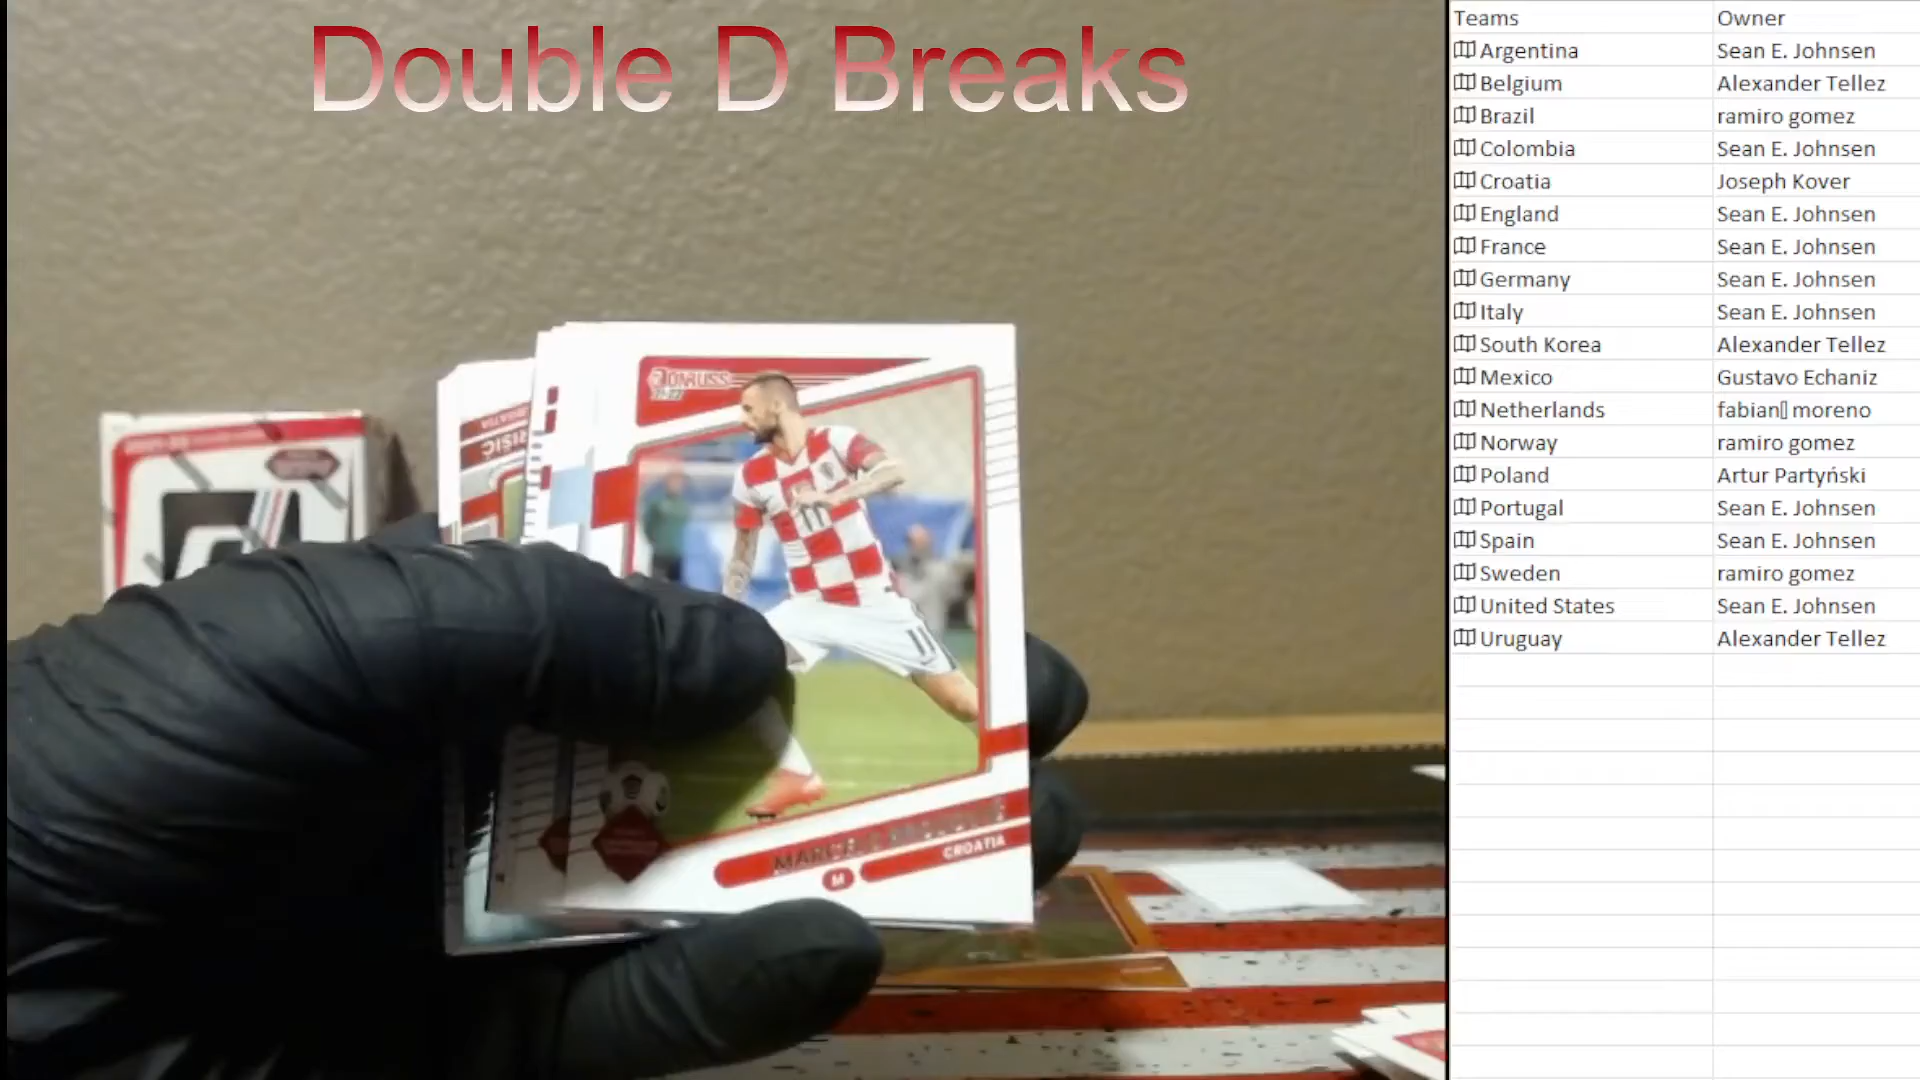 Double D Breaks
Teams Owner
Argentina Sean E. Johnsen
Belgium Alexander Tellez
Brazil ramiro gomez
Colombia Sean E. Johnsen
Croatia Joseph Kover
England Sean E. Johnsen
France Sean E. Johnsen
Germany Sean E. Johnsen
Italy Sean E. Johnsen
South Korea Alexander Tellez
Mexico Gustavo Echaniz
Netherlands fabian moreno
Norway ramiro gomez
Poland Artur Partyński
Portugal Sean E. Johnsen
Spain Sean E. Johnsen
Sweden ramiro gomez
United States Sean E. Johnsen
Uruguay Alexander Tellez
DONRUSS
11
11
CROATIA
M